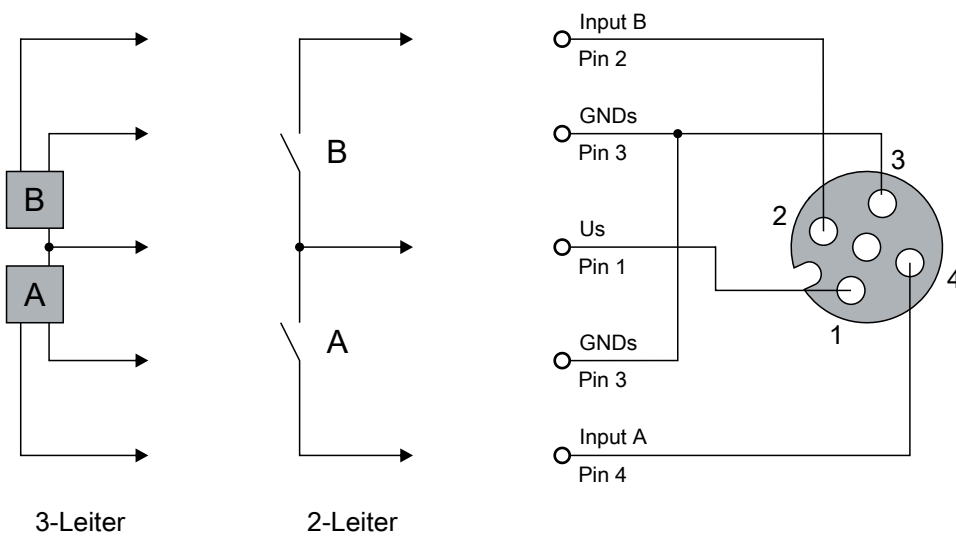 Input B
Pin 2
GNDs
Pin 3
Us
Pin 1
GNDs
Pin 3
Input A
Pin 4
B
A
3-Leiter
B
A
2-Leiter
3
2
4
1